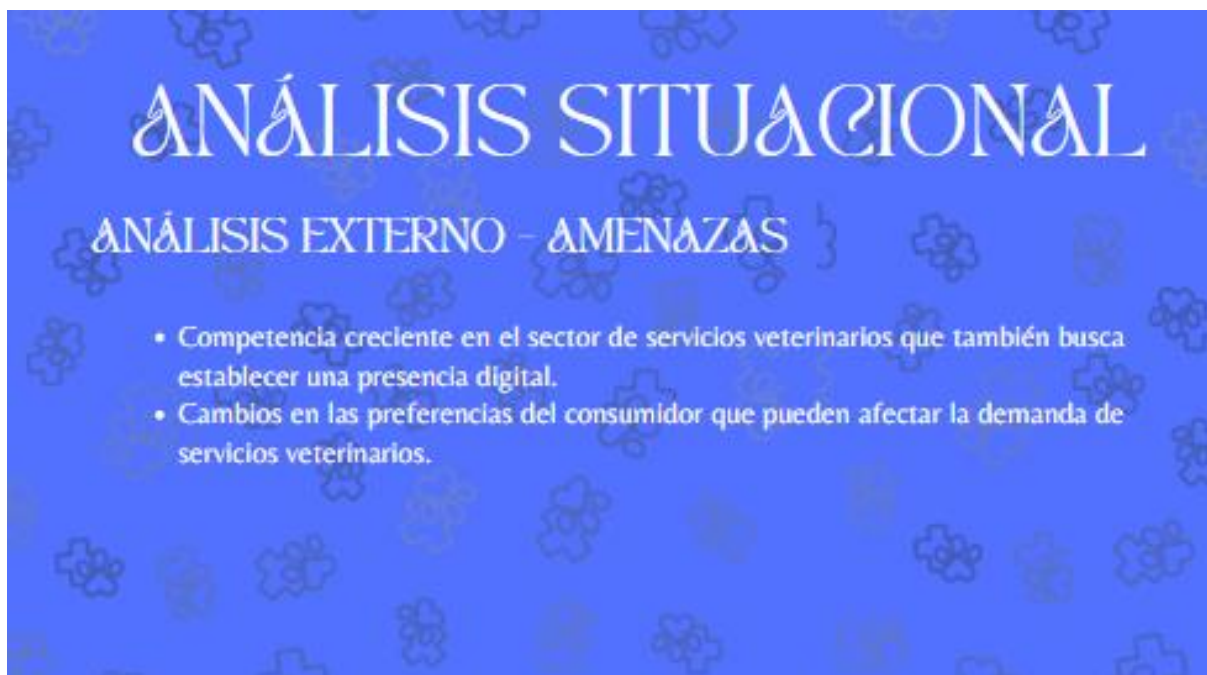 ANÁLISIS SITUACIONAL
ANÁLISIS EXTERNO - AMENAZAS
• Competencia creciente en el sector de servicios veterinarios que también busca
establecer una presencia digital.
• Cambios en las preferencias del consumidor que pueden afectar la demanda de
servicios veterinarios.